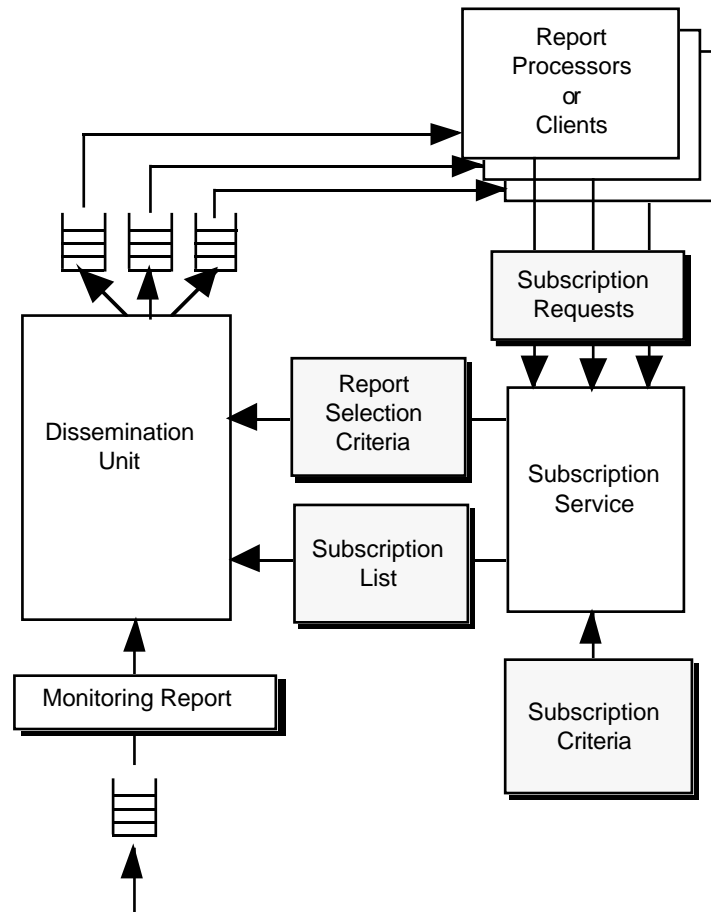 Report
Processors
or
Clients
Subscription
Requests
Report
Selection
Criteria
Dissemination
Unit
Subscription
Service
Subscription
List
Monitoring Report
Subscription
Criteria